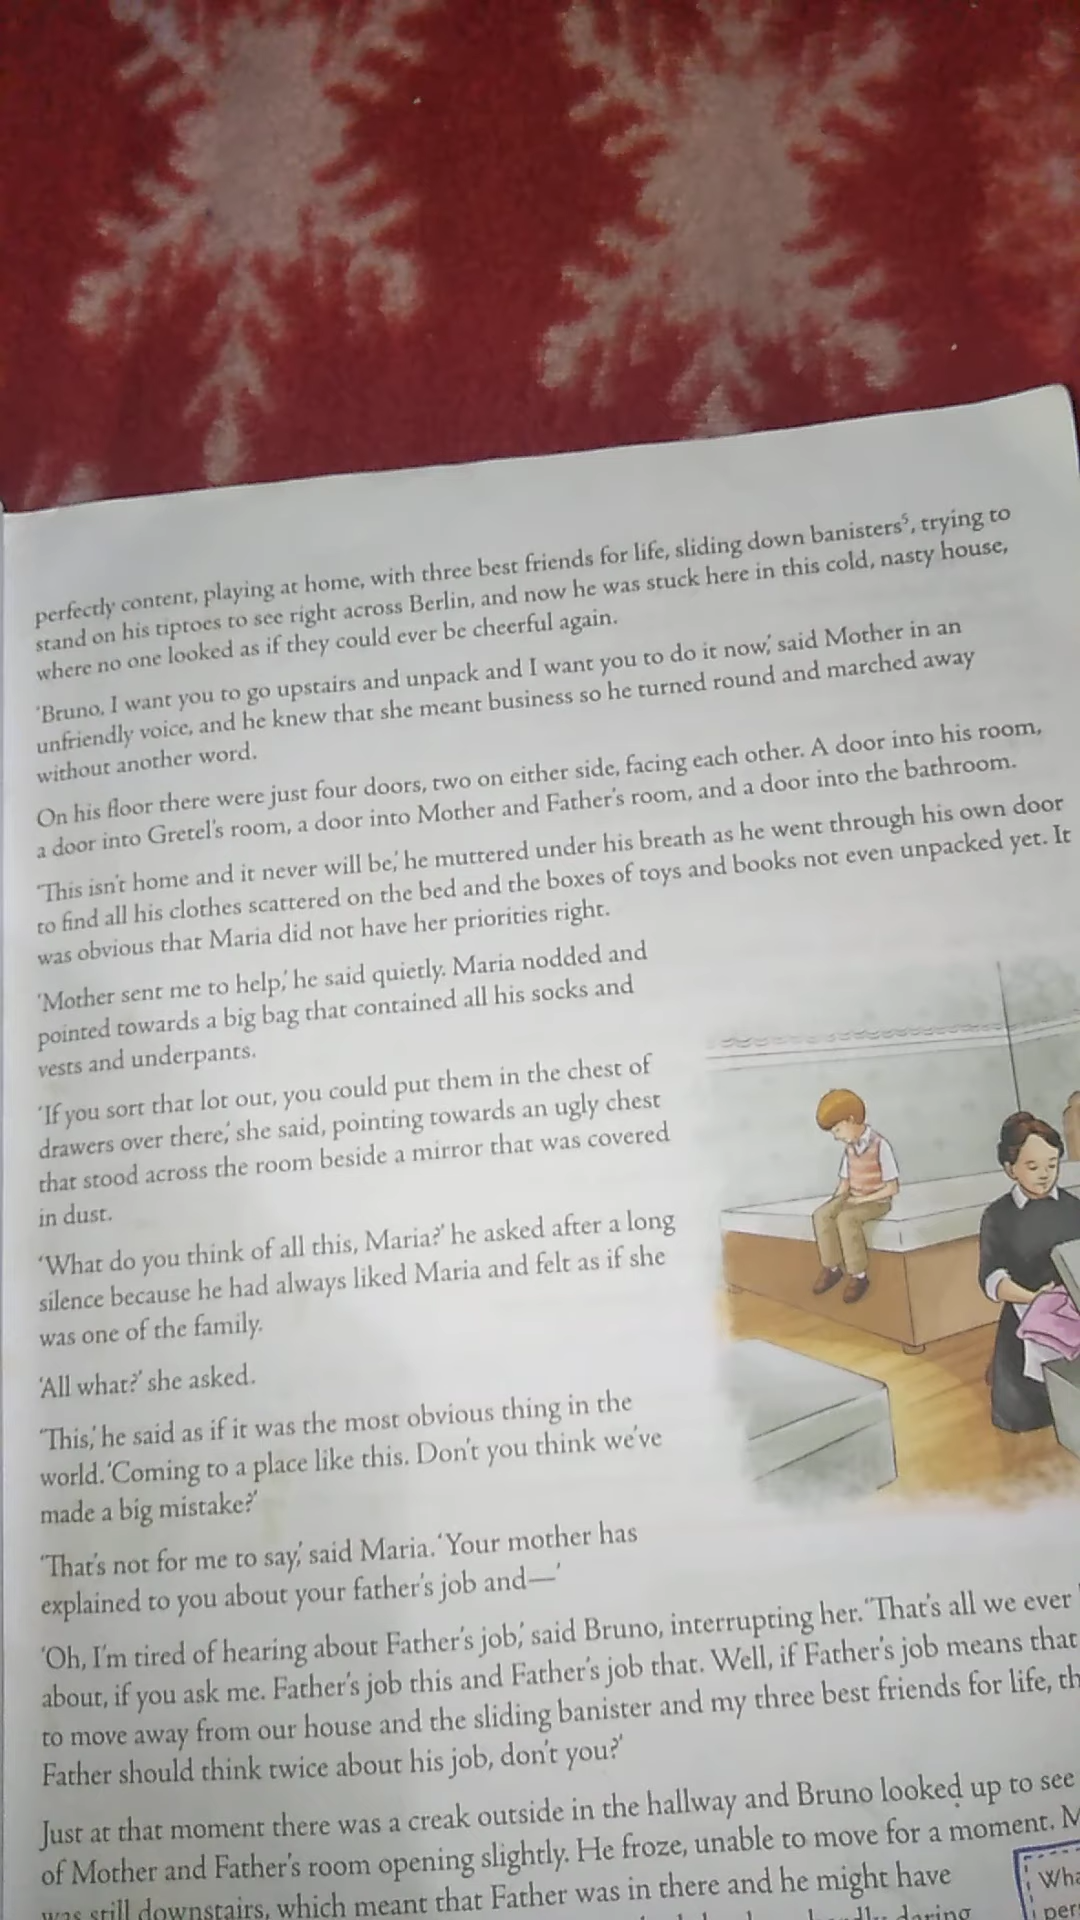 perfectly content, playing at home, with three best friends for life, sliding down banisters⁵, trying to
stand on his tiptoes to see right across Berlin, and now he was stuck here in this cold, nasty house,
where no one looked as if they could ever be cheerful again.
'Bruno, I want you to go upstairs and unpack and I want you to do it now,' said Mother in an
unfriendly voice, and he knew that she meant business so he turned round and marched away
without another word.
On his floor there were just four doors, two on either side, facing each other. A door into his room,
a door into Gretel's room, a door into Mother and Father's room, and a door into the bathroom.
'This isn't home and it never will be,' he muttered under his breath as he went through his own door
to find all his clothes scattered on the bed and the boxes of toys and books not even unpacked yet. It
was obvious that Maria did not have her priorities right.
'Mother sent me to help,' he said quietly. Maria nodded and
pointed towards a big bag that contained all his socks and
vests and underpants.
'If you sort that lot out, you could put them in the chest of
drawers over there,' she said, pointing towards an ugly chest
that stood across the room beside a mirror that was covered
in dust.
'What do you think of all this, Maria?' he asked after a long
silence because he had always liked Maria and felt as if she
was one of the family.
'All what?' she asked.
'This,' he said as if it was the most obvious thing in the
world. 'Coming to a place like this. Don't you think we've
made a big mistake?'
'That's not for me to say,' said Maria. 'Your mother has
explained to you about your father's job and—'
'Oh, I'm tired of hearing about Father's job,' said Bruno, interrupting her. 'That's all we ever
about, if you ask me. Father's job this and Father's job that. Well, if Father's job means that
to move away from our house and the sliding banister and my three best friends for life, th
Father should think twice about his job, don't you?'
Just at that moment there was a creak outside in the hallway and Bruno looked up to see
of Mother and Father's room opening slightly. He froze, unable to move for a moment. M
was still downstairs, which meant that Father was in there and he might have
daring
Wha
per